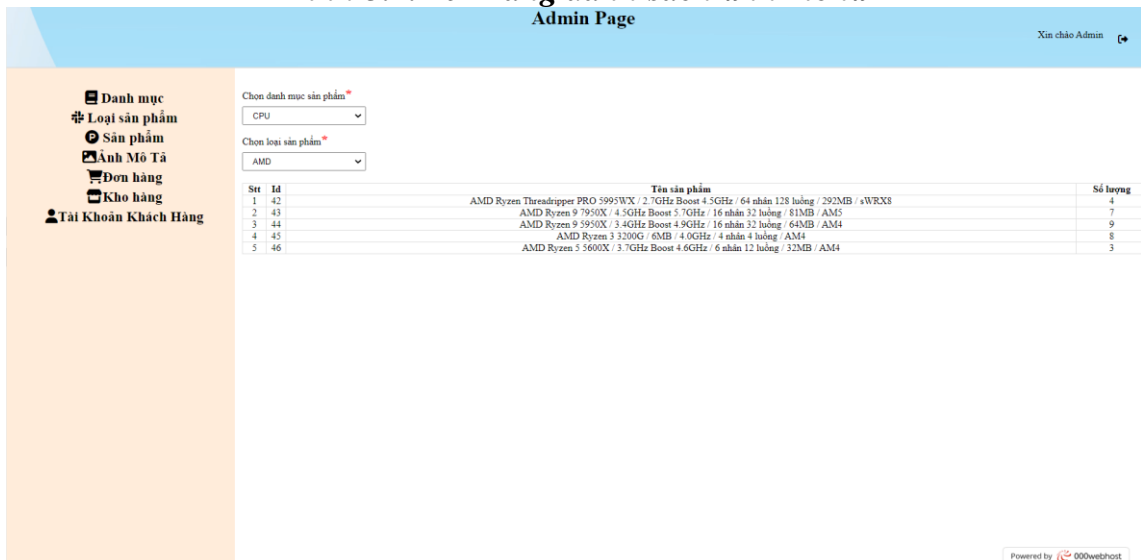 Admin Page
Xin chào Admin
Danh mục
Loại sản phẩm
Sản phẩm
Ảnh Mô Tả
Đơn hàng
Kho hàng
Tài Khoản Khách Hàng
Chọn danh mục sản phẩm*
CPU
Chọn loại sản phẩm*
AMD
Stt Id Tên sản phẩm Số lượng
1 42 AMD Ryzen Threadripper PRO 5995WX / 2.7GHz Boost 4.5GHz / 64 nhân 128 luồng / 292MB / sWRX8 4
2 43 AMD Ryzen 9 7950X / 4.5GHz Boost 5.7GHz / 16 nhân 32 luồng / 81MB / AM5 7
3 44 AMD Ryzen 9 5950X / 3.4GHz Boost 4.9GHz / 16 nhân 32 luồng / 64MB / AM4 9
4 45 AMD Ryzen 3 3200G / 6MB / 4.0GHz / 4 nhân 4 luồng / AM4 8
5 46 AMD Ryzen 5 5600X / 3.7GHz Boost 4.6GHz / 6 nhân 12 luồng / 32MB / AM4 3
Powered by 000webhost